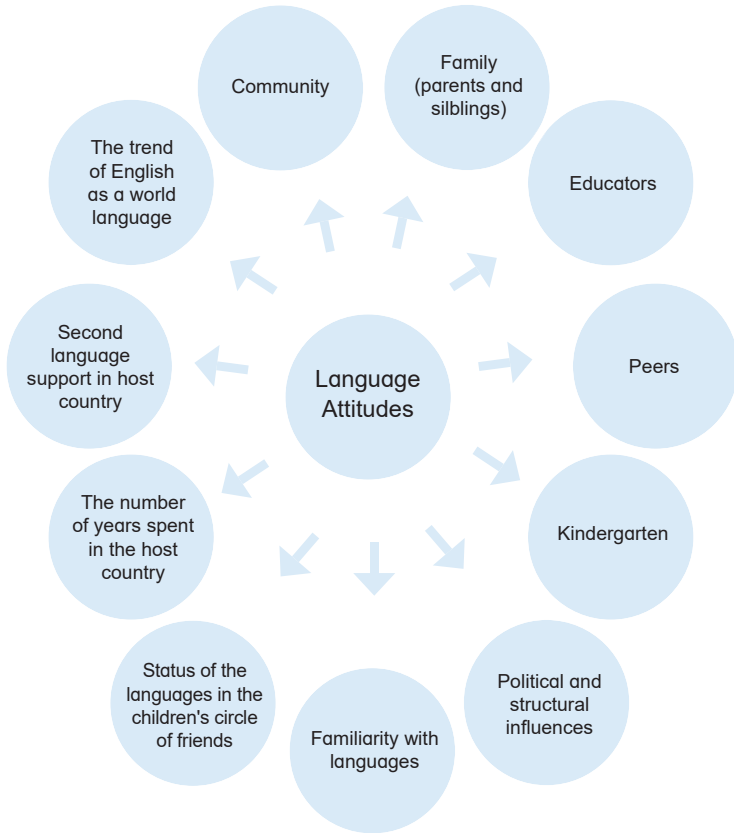 Language
Attitudes
Community
Family
(parents and
silblings)
Educators
Peers
Kindergarten
Political and
structural
influences
Familiarity with
languages
Status of the
languages in the
children's circle
of friends
The number
of years spent
in the host
country
Second
language
support in host
country
The trend
of English
as a world
language